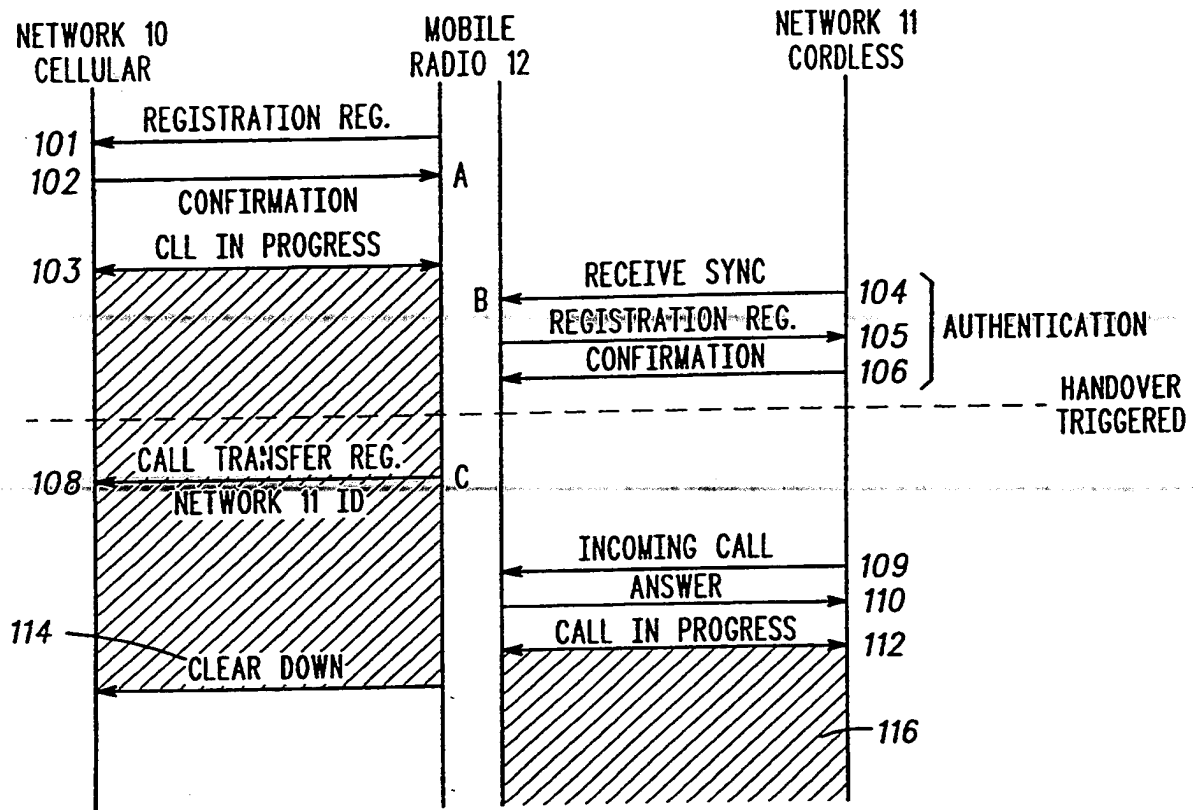 NETWORK 10
CELLULAR
MOBILE
RADIO 12
NETWORK 11
CORDLESS
101
REGISTRATION REG.
102
A
CONFIRMATION
103
CLL IN PROGRESS
B
RECEIVE SYNC
104
REGISTRATION REG.
105
AUTHENTICATION
CONFIRMATION
106
HANDOVER
TRIGGERED
108
CALL TRANSFER REG.
C
NETWORK 11 ID
INCOMING CALL
109
ANSWER
110
CALL IN PROGRESS
112
114
CLEAR DOWN
116